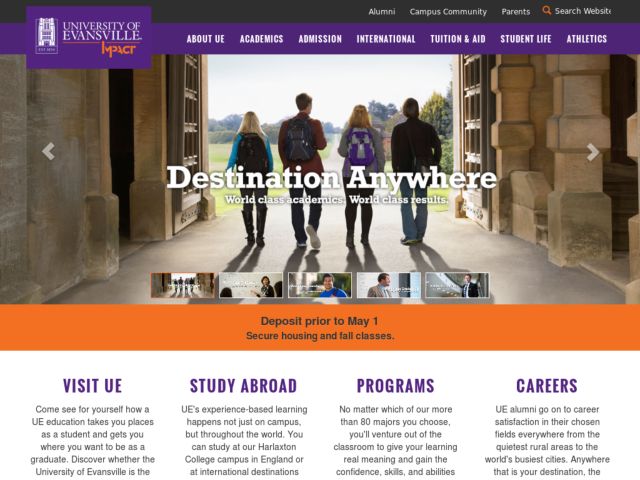 Alumni
Campus Community
Parents
Search Website
UNIVERSITY OF
EVANSVILLE
EST 1854
Impact
ABOUT UE
ACADEMICS
ADMISSION
INTERNATIONAL
TUITION & AID
STUDENT LIFE
ATHLETICS
Destination Anywhere
World class academics. World class results.
Deposit prior to May 1
Secure housing and fall classes.
VISIT UE
Come see for yourself how a
UE education takes you places
as a student and gets you
where you want to be as a
graduate. Discover whether the
University of Evansville is the
STUDY ABROAD
UE's experience-based learning
happens not just on campus,
but throughout the world. You
can study at our Harlaxton
College campus in England or
at international destinations
PROGRAMS
No matter which of our more
than 80 majors you choose,
you'll venture out of the
classroom to give your learning
real meaning and gain the
confidence, skills, and abilities
CAREERS
UE alumni go on to career
satisfaction in their chosen
fields everywhere from the
quietest rural areas to the
world's busiest cities. Anywhere
that is your destination, the